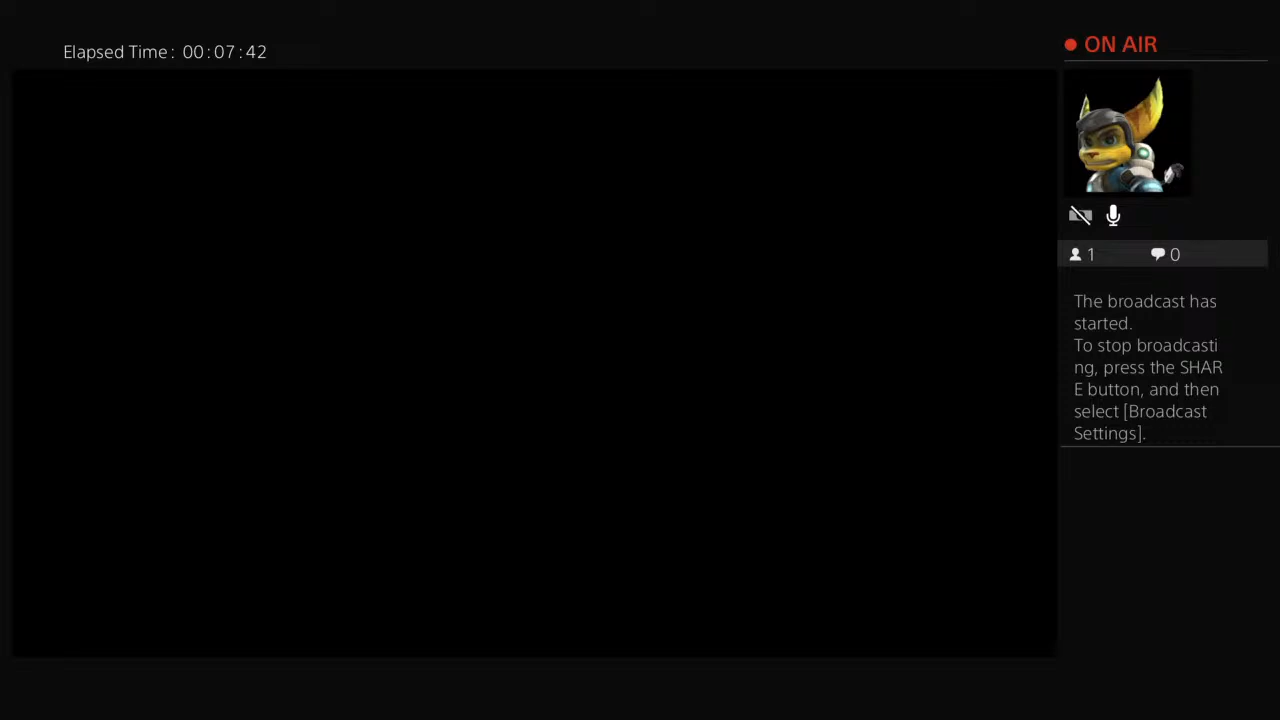 Elapsed Time: 00:07:42
ON AIR
1 0
The broadcast has
started.
To stop broadcasti
ng, press the SHAR
E button, and then
select [Broadcast
Settings].